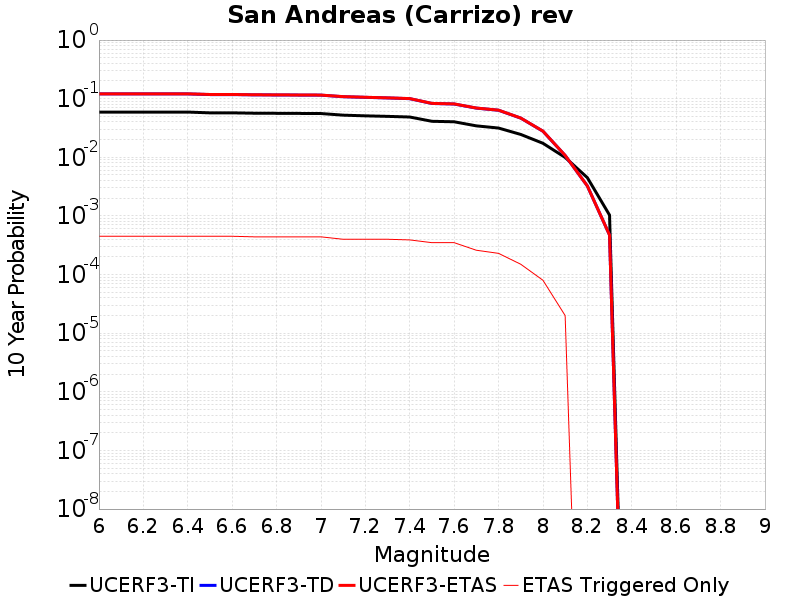 San Andreas (Carrizo) rev
10^0
10^-1
10^-2
10^-3
10^-4
10^-5
10^-6
10^-7
10^-8
10 Year Probability
6 6.2 6.4 6.6 6.8 7 7.2 7.4 7.6 7.8 8 8.2 8.4 8.6 8.8 9
Magnitude
UCERF3-TI UCERF3-TD UCERF3-ETAS ETAS Triggered Only